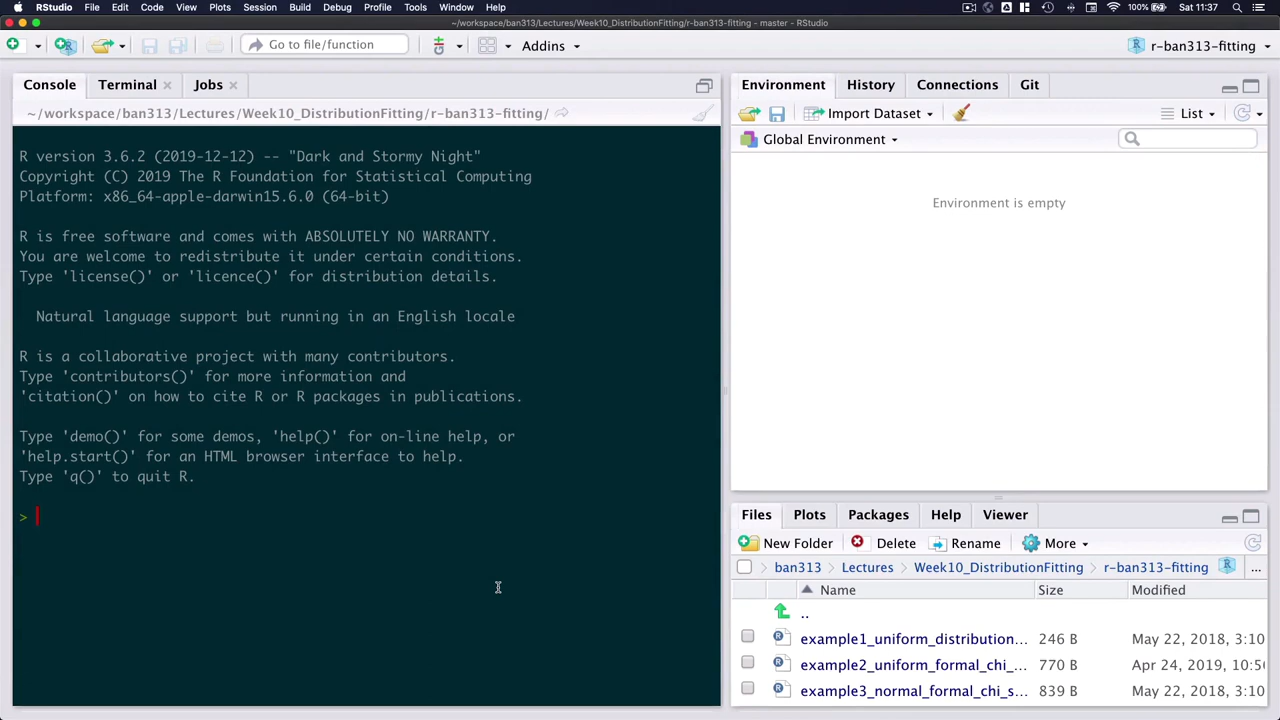 RStudio File Edit Code View Plots Session Build Debug Profile Tools Window Help 100% Sat 11:37
~/workspace/ban313/Lectures/Week10_DistributionFitting/r-ban313-fitting - master - RStudio
Go to file/function Addins r-ban313-fitting
Console Terminal Jobs
~/workspace/ban313/Lectures/Week10_DistributionFitting/r-ban313-fitting/
R version 3.6.2 (2019-12-12) -- "Dark and Stormy Night"
Copyright (C) 2019 The R Foundation for Statistical Computing
Platform: x86_64-apple-darwin15.6.0 (64-bit)
R is free software and comes with ABSOLUTELY NO WARRANTY.
You are welcome to redistribute it under certain conditions.
Type 'license()' or 'licence()' for distribution details.
Natural language support but running in an English locale
R is a collaborative project with many contributors.
Type 'contributors()' for more information and
'citation()' on how to cite R or R packages in publications.
Type 'demo()' for some demos, 'help()' for on-line help, or
'help.start()' for an HTML browser interface to help.
Type 'q()' to quit R.
>
Environment History Connections Git
Import Dataset List
Global Environment
Environment is empty
Files Plots Packages Help Viewer
New Folder Delete Rename More
ban313 Lectures Week10_DistributionFitting r-ban313-fitting ...
Name Size Modified
..
example1_uniform_distribution... 246 B May 22, 2018, 3:10
example2_uniform_formal_chi_... 770 B Apr 24, 2019, 10:56
example3_normal_formal_chi_s... 839 B May 22, 2018, 3:10